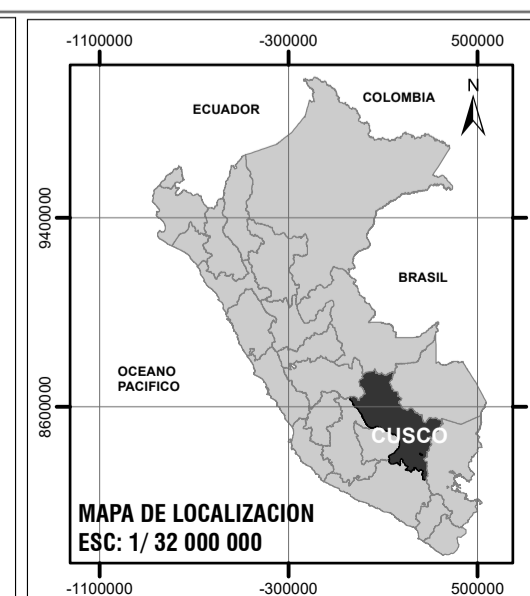 -1100000 -300000 500000
N
COLOMBIA
ECUADOR
9400000
BRASIL
OCEANO
PACIFICO
8600000
CUSCO
MAPA DE LOCALIZACION
ESC: 1/ 32 000 000
-1100000 -300000 500000